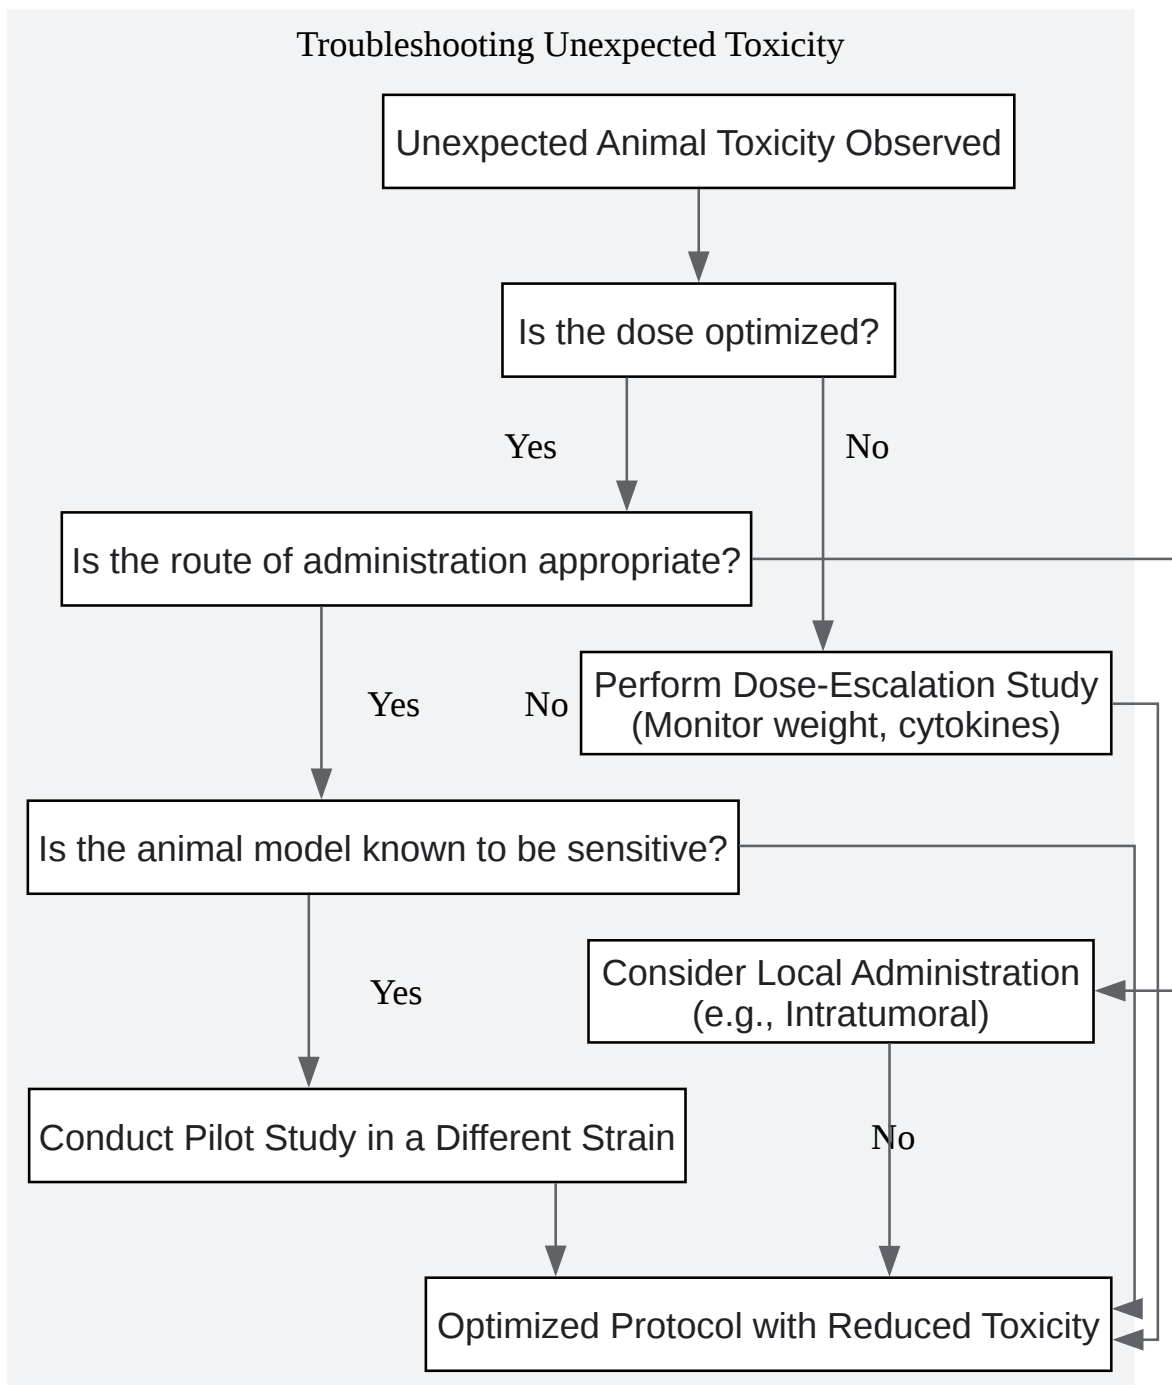 Troubleshooting Unexpected Toxicity
Unexpected Animal Toxicity Observed
Is the dose optimized?
Yes
No
Is the route of administration appropriate?
Yes
No
Perform Dose-Escalation Study
(Monitor weight, cytokines)
Is the animal model known to be sensitive?
Consider Local Administration
(e.g., Intratumoral)
Yes
Conduct Pilot Study in a Different Strain
No
Optimized Protocol with Reduced Toxicity